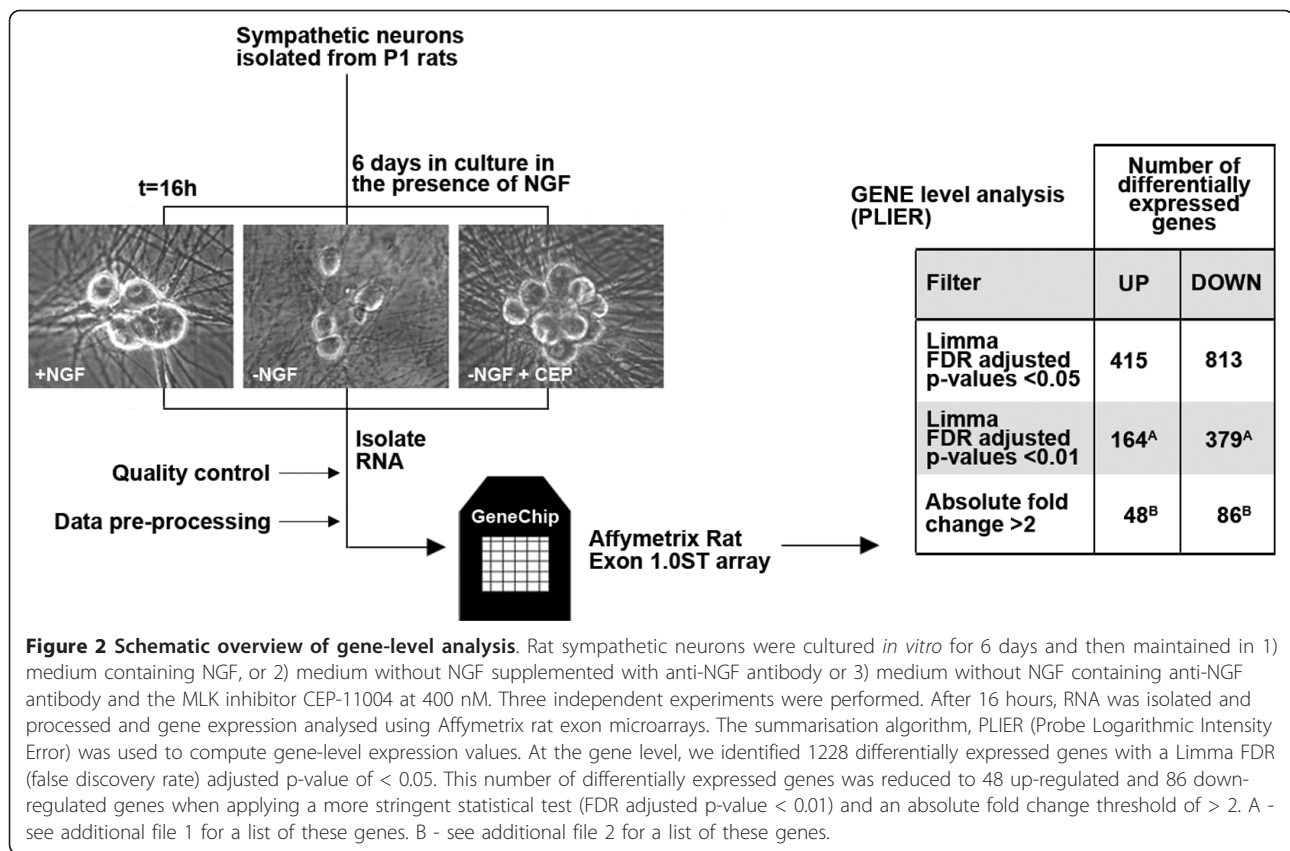 Sympathetic neurons
isolated from P1 rats
6 days in culture in
the presence of NGF
t=16h
+NGF
-NGF
-NGF + CEP
Isolate
RNA
Quality control
Data pre-processing
GeneChip
Affymetrix Rat
Exon 1.0ST array
GENE level analysis
(PLIER)
Number of
differentially
expressed
genes
Filter UP DOWN
Limma
FDR adjusted
p-values <0.05 415 813
Limma
FDR adjusted
p-values <0.01 164A 379A
Absolute fold
change >2 48B 86B
Figure 2 Schematic overview of gene-level analysis. Rat sympathetic neurons were cultured in vitro for 6 days and then maintained in 1)
medium containing NGF, or 2) medium without NGF supplemented with anti-NGF antibody or 3) medium without NGF containing anti-NGF
antibody and the MLK inhibitor CEP-11004 at 400 nM. Three independent experiments were performed. After 16 hours, RNA was isolated and
processed and gene expression analysed using Affymetrix rat exon microarrays. The summarisation algorithm, PLIER (Probe Logarithmic Intensity
Error) was used to compute gene-level expression values. At the gene level, we identified 1228 differentially expressed genes with a Limma FDR
(false discovery rate) adjusted p-value of < 0.05. This number of differentially expressed genes was reduced to 48 up-regulated and 86 down-
regulated genes when applying a more stringent statistical test (FDR adjusted p-value < 0.01) and an absolute fold change threshold of > 2. A -
see additional file 1 for a list of these genes. B - see additional file 2 for a list of these genes.